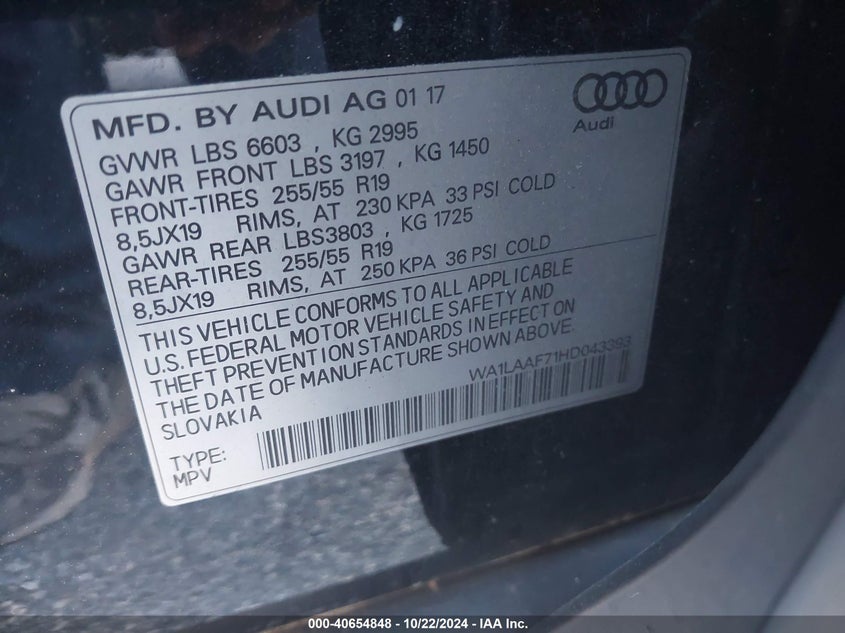 MFD. BY AUDI AG 01 17
Audi
GVWR LBS 6603 , KG 2995
GAWR FRONT LBS 3197 , KG 1450
FRONT-TIRES 255/55 R19
8,5JX19 RIMS, AT 230 KPA 33 PSI COLD
GAWR REAR LBS3803 , KG 1725
REAR-TIRES 255/55 R19
8,5JX19 RIMS, AT 250 KPA 36 PSI COLD
THIS VEHICLE CONFORMS TO ALL APPLICABLE
U.S. FEDERAL MOTOR VEHICLE SAFETY AND
THEFT PREVENTION STANDARDS IN EFFECT ON
THE DATE OF MANUFACTURE SHOWN ABOVE.
SLOVAKIA
WA1LAAF71HD043393
TYPE:
MPV
000-40654848 - 10/22/2024 - IAA Inc.